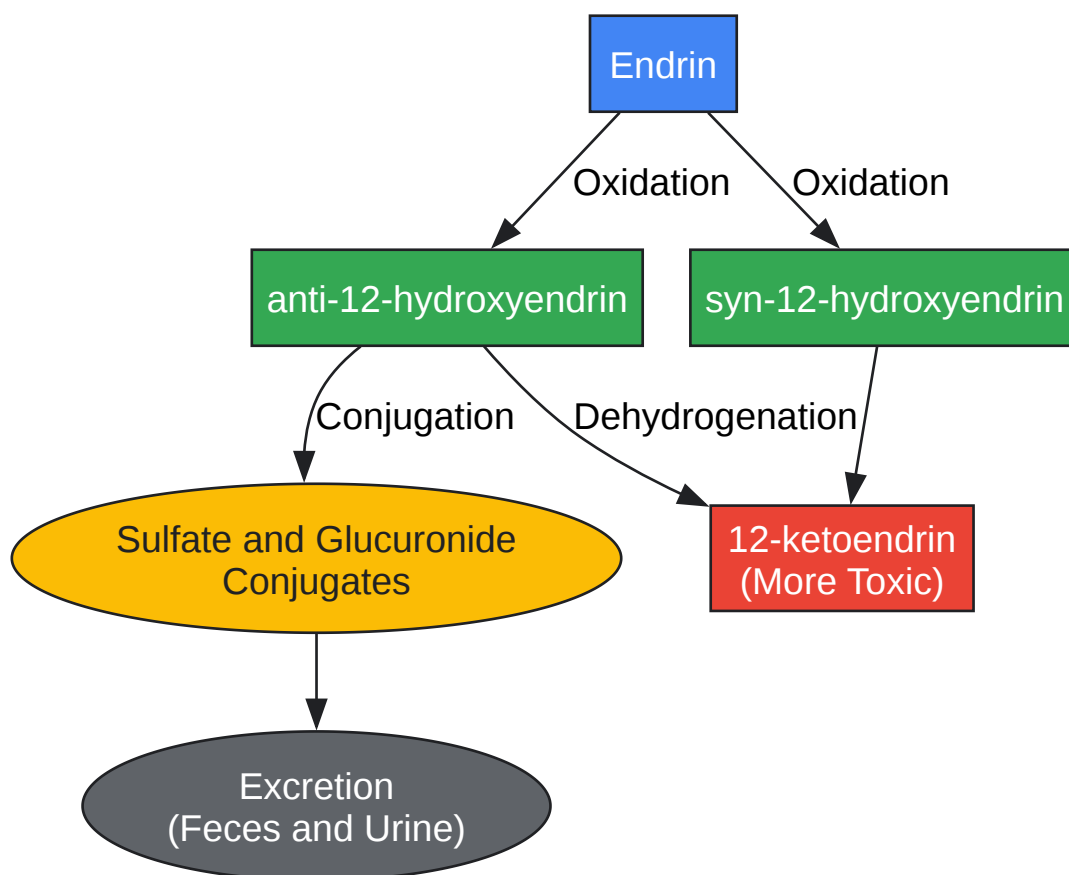 Endrin
Oxidation
Oxidation
anti-12-hydroxyendrin
syn-12-hydroxyendrin
Conjugation
Dehydrogenation
Sulfate and Glucuronide
Conjugates
12-ketoendrin
(More Toxic)
Excretion
(Feces and Urine)